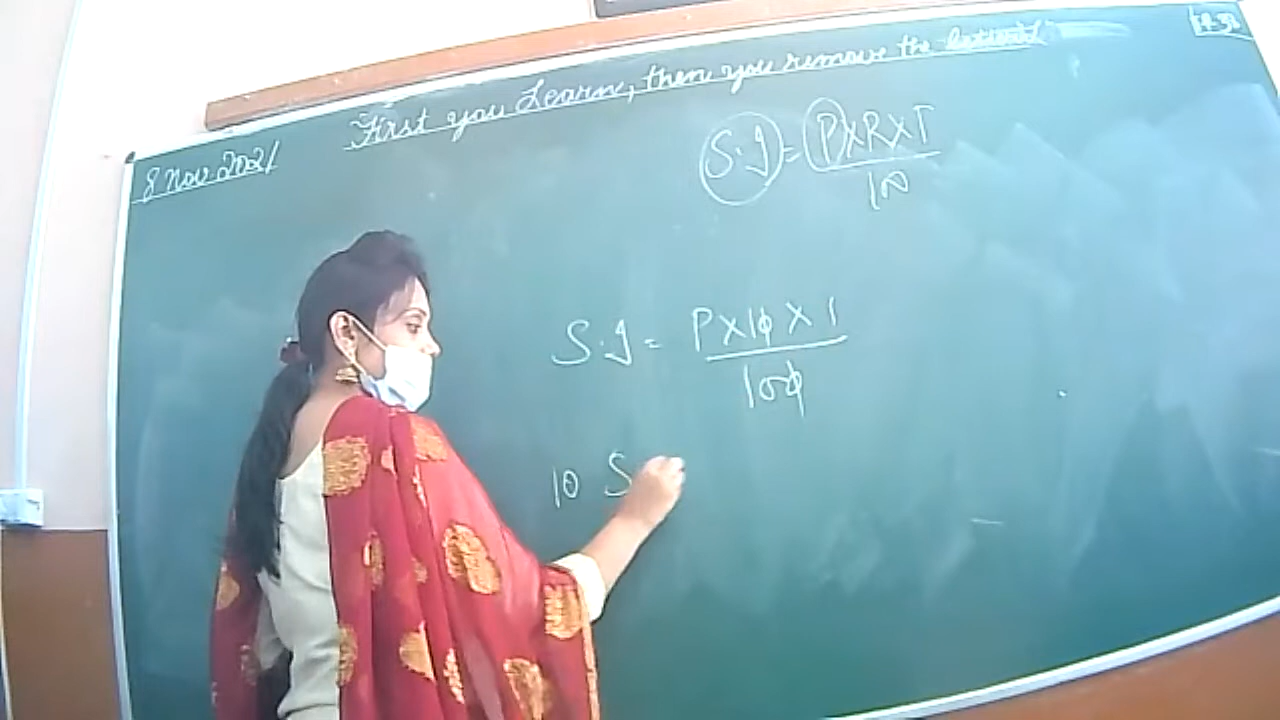 First you Learn, then you remove the
8 Nov 2021
S.I = P×R×T
100
S.I = P×10×1
100
10 S